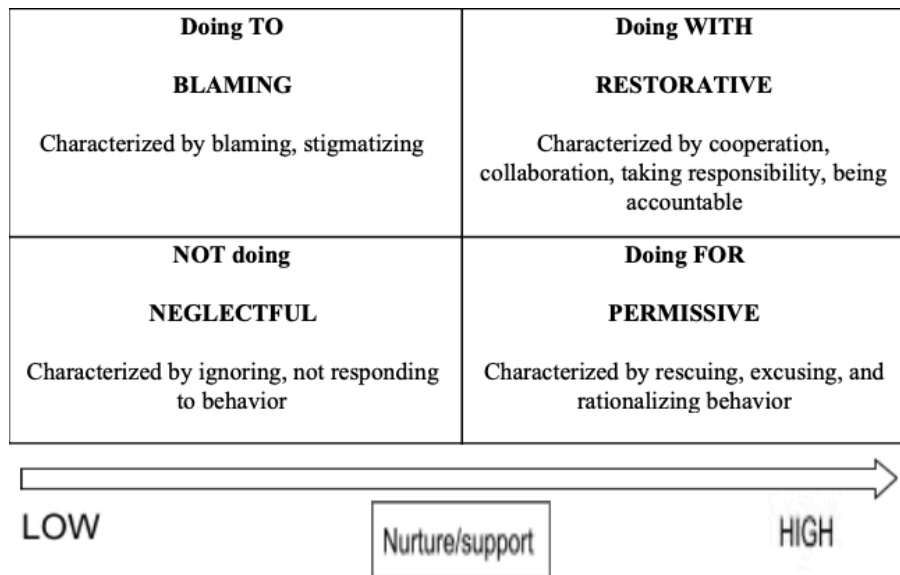 Doing TO
BLAMING
Characterized by blaming, stigmatizing
Doing WITH
RESTORATIVE
Characterized by cooperation,
collaboration, taking responsibility, being
accountable
NOT doing
NEGLECTFUL
Characterized by ignoring, not responding
to behavior
Doing FOR
PERMISSIVE
Characterized by rescuing, excusing, and
rationalizing behavior
LOW
Nurture/support
HIGH